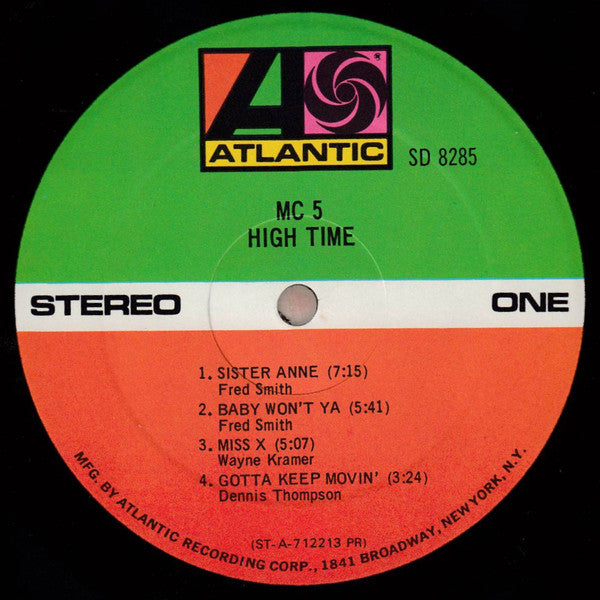 ATLANTIC
SD 8285
MC 5
HIGH TIME
STEREO
ONE
1. SISTER ANNE (7:15)
Fred Smith
2. BABY WON'T YA (5:41)
Fred Smith
3. MISS X (5:07)
Wayne Kramer
4. GOTTA KEEP MOVIN' (3:24)
Dennis Thompson
(ST-A-712213 PR)
MFG. BY ATLANTIC RECORDING CORP., 1841 BROADWAY, NEW YORK, N.Y.